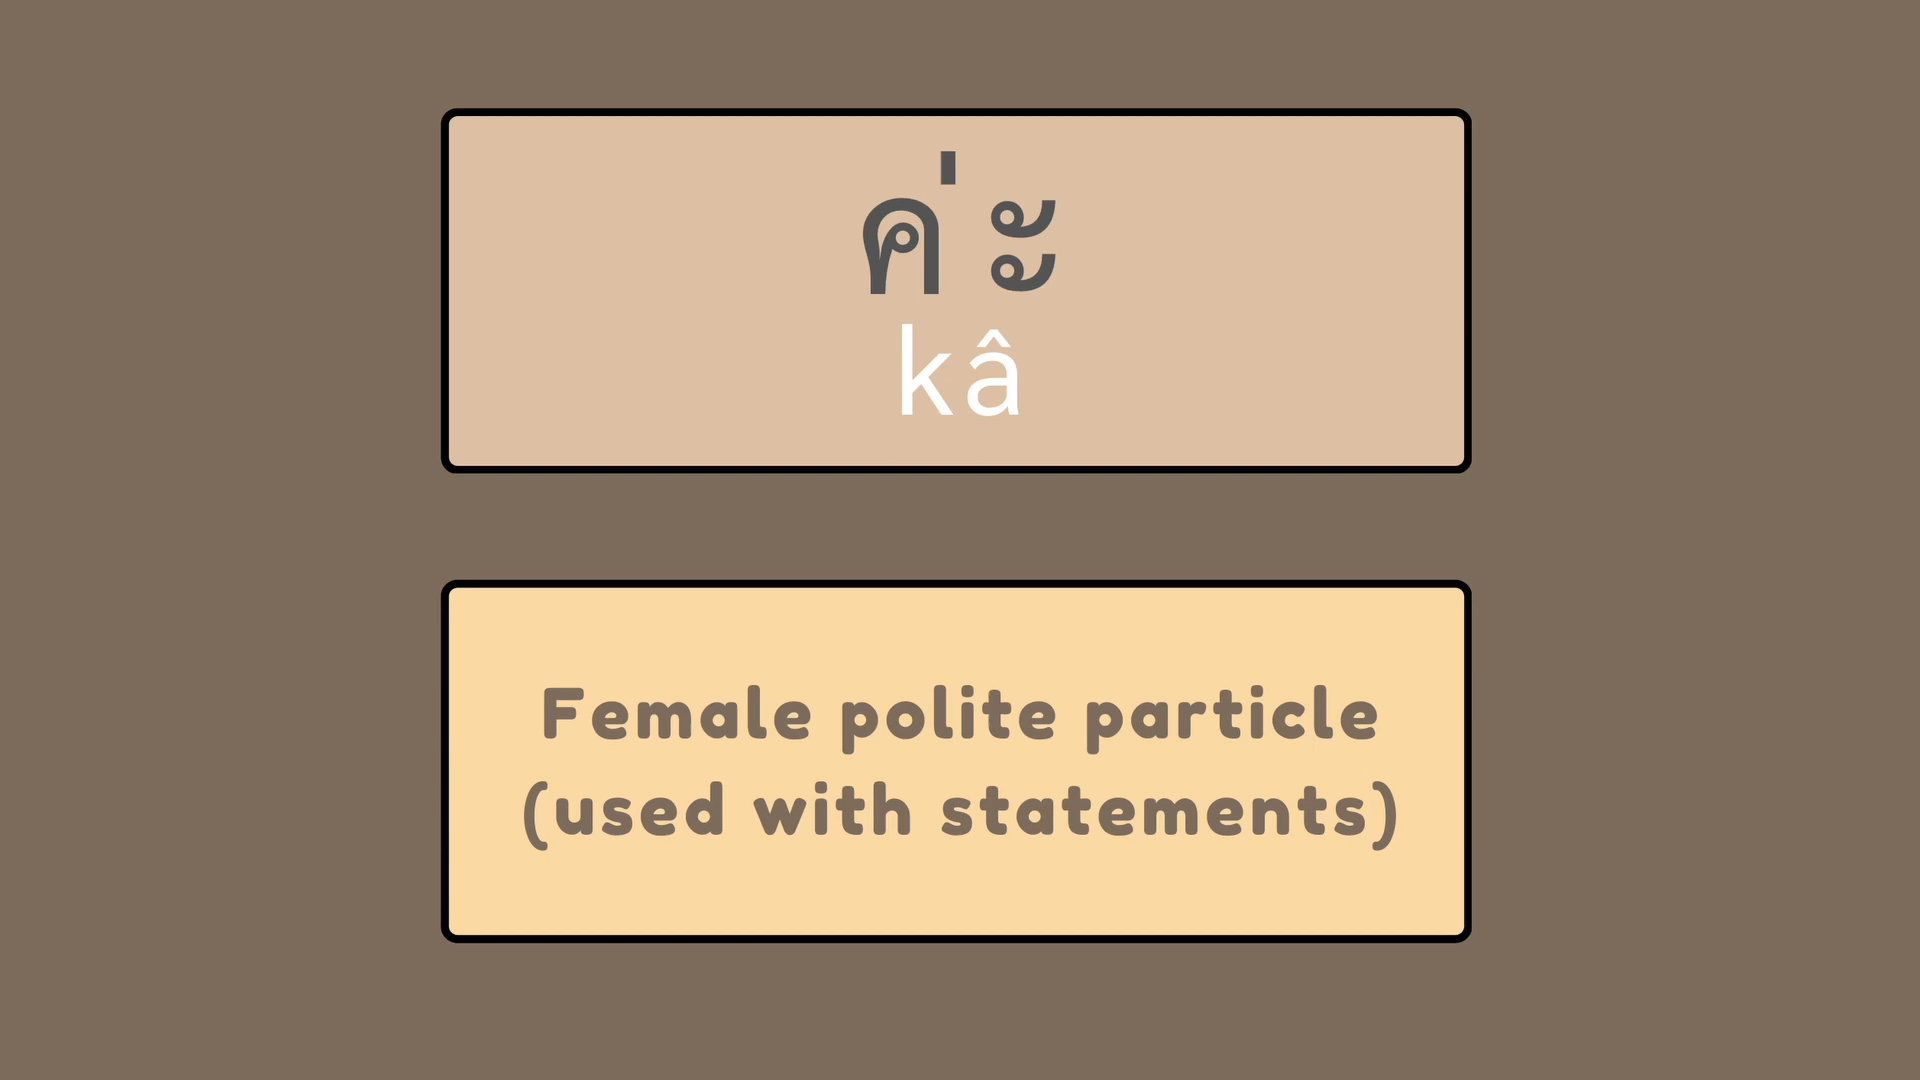 ค่ะ
kâ
Female polite particle
(used with statements)